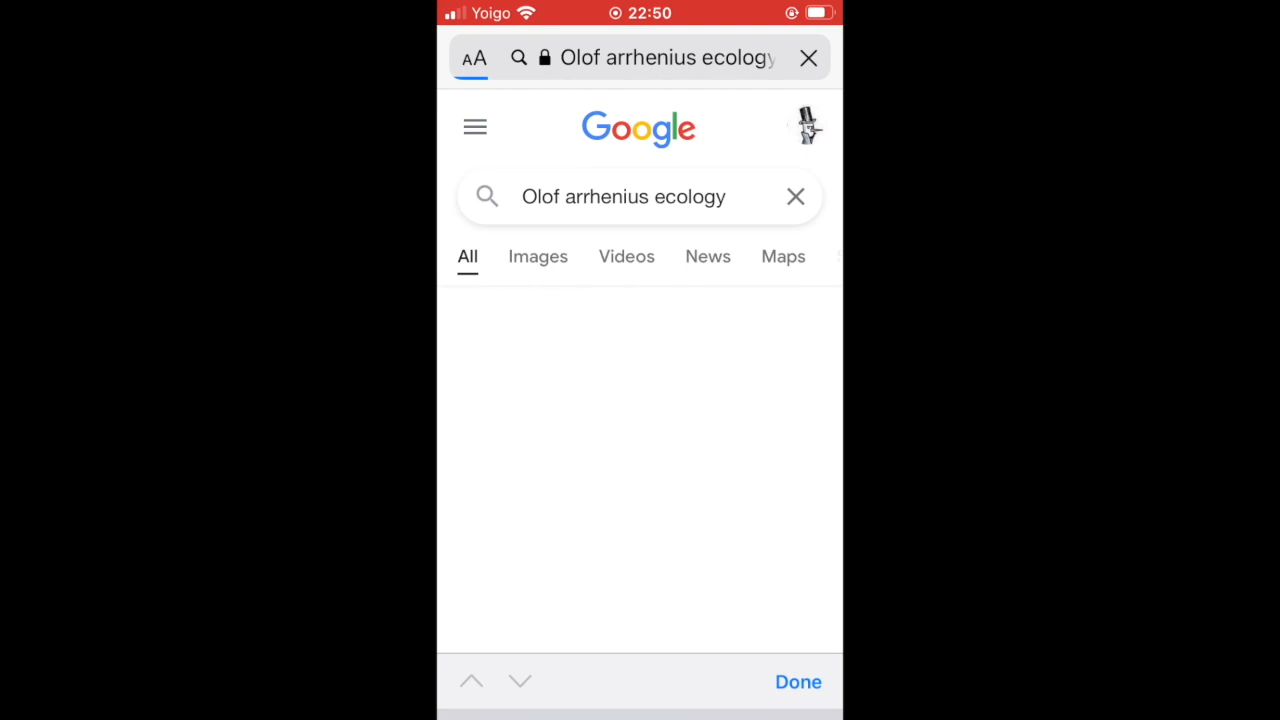 Yoigo 22:50
AA Olof arrhenius ecology
Google
Olof arrhenius ecology
All Images Videos News Maps
Done